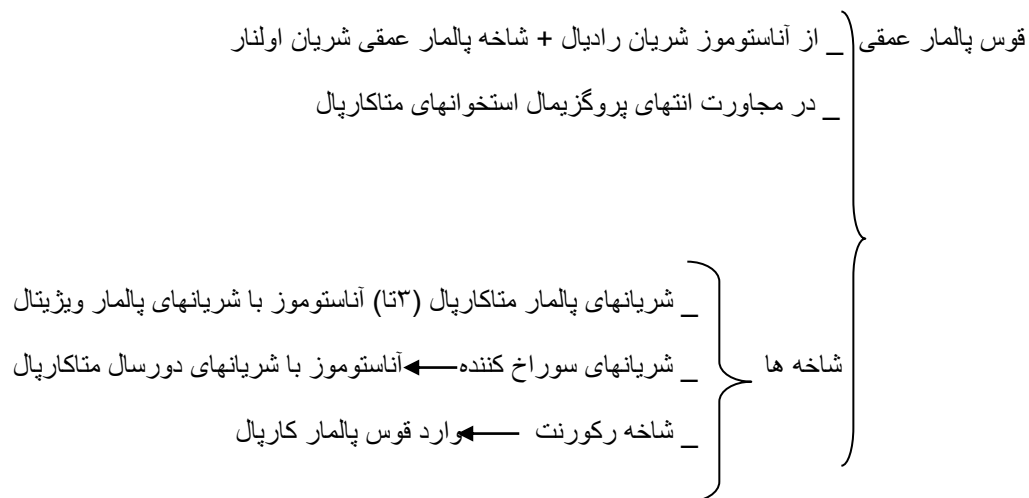 قوس پالمار عمقی _ از آناستوموز شریان رادیال + شاخه پالمار عمقی شریان اولنار
_ در مجاورت انتهای پروگزیمال استخوانهای متاکارپال
_ شریانهای پالمار متاکارپال (۳تا) آناستوموز با شریانهای پالمار ویژیتال
شاخه ها _ شریانهای سوراخ کننده آناستوموز با شریانهای دورسال متاکارپال
_ شاخه رکورنت وارد قوس پالمار کارپال